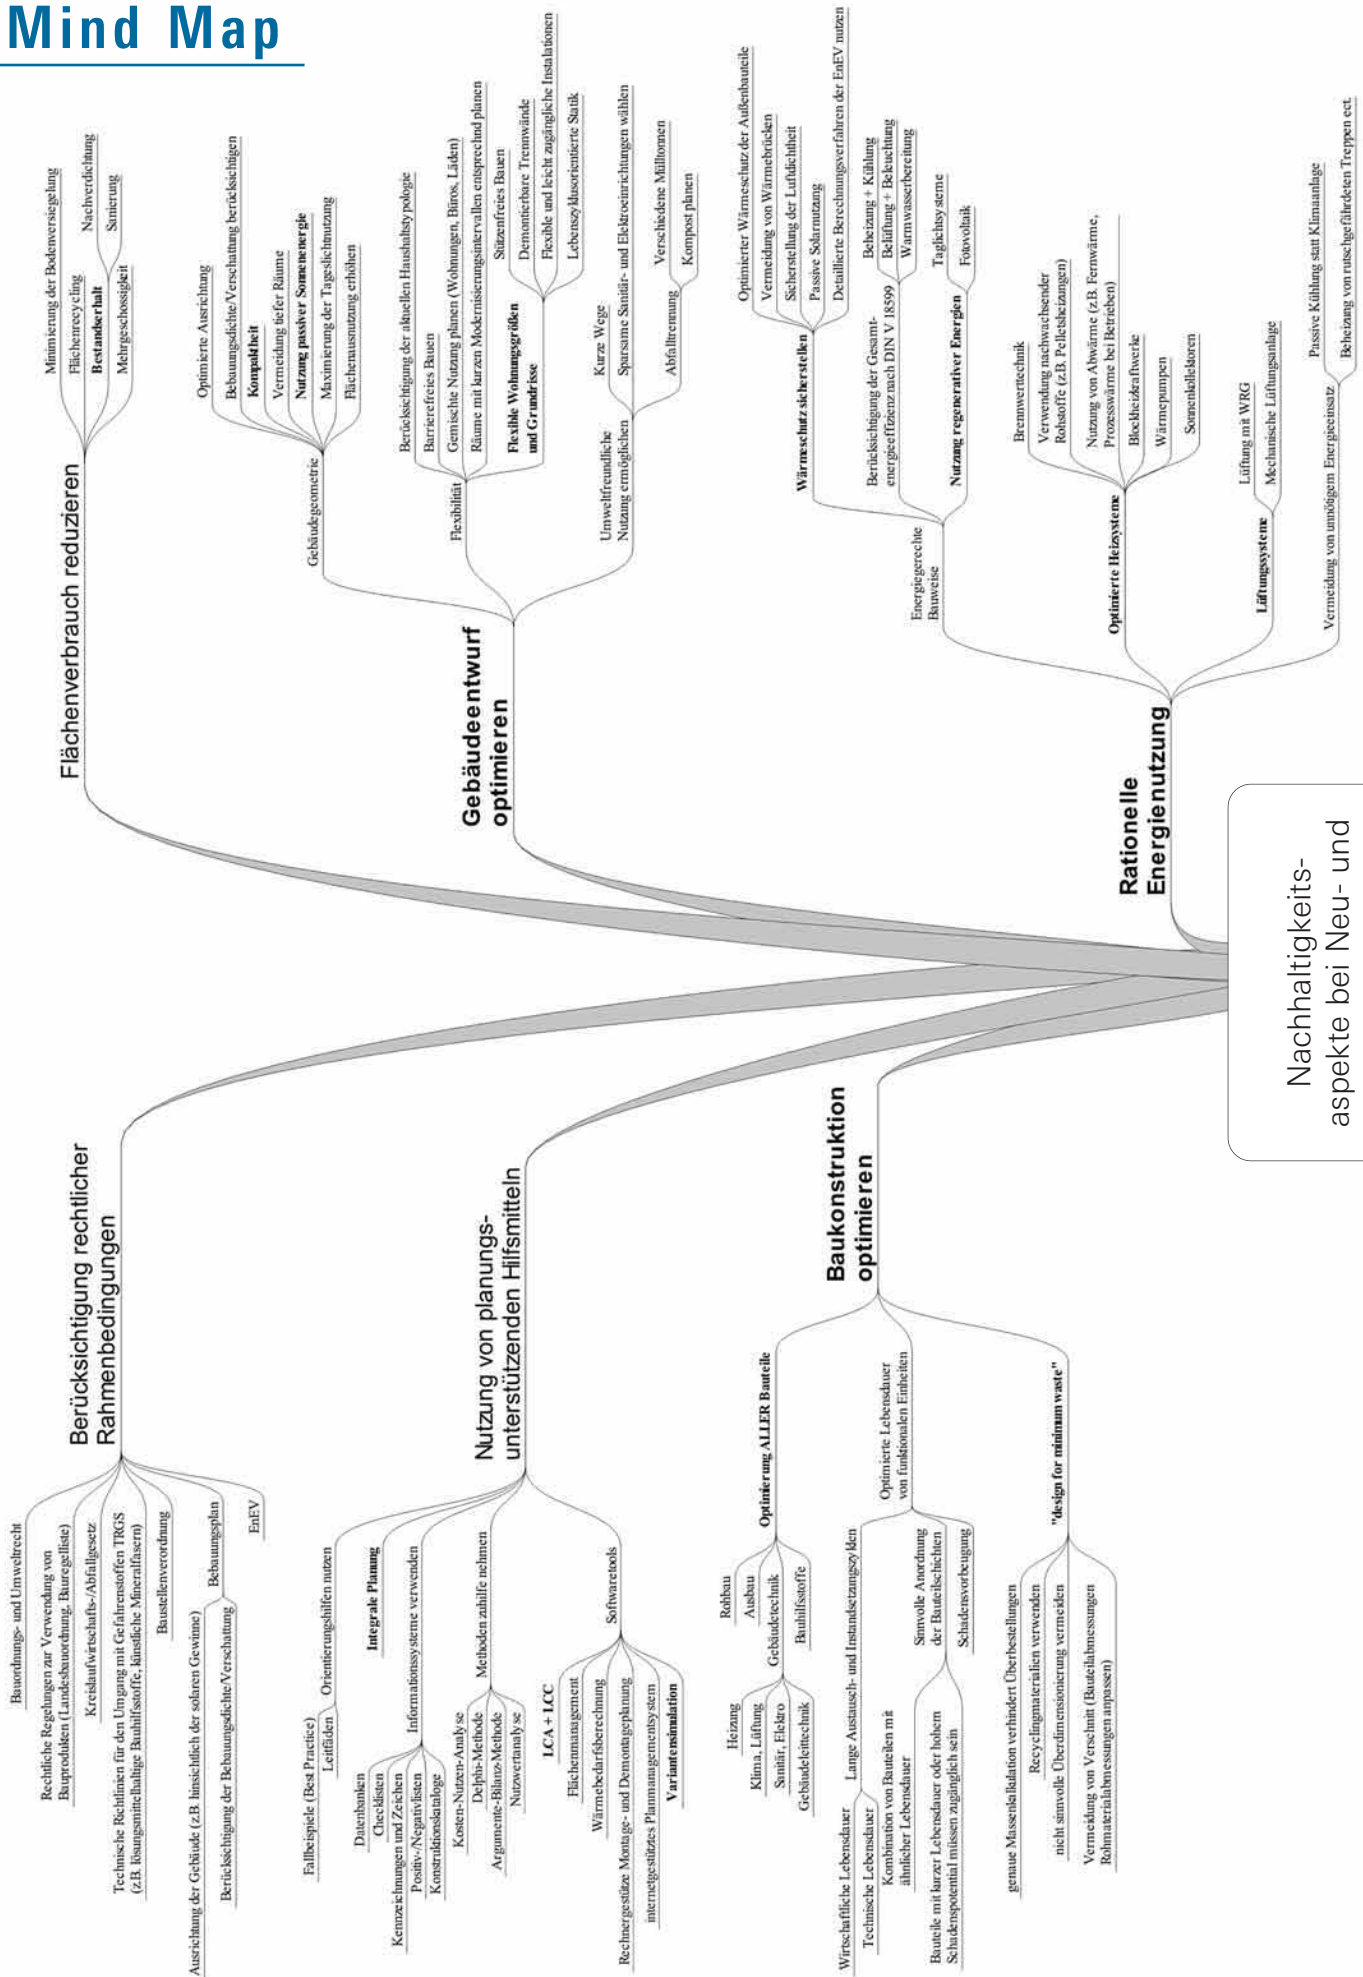 Mind Map
Nachhaltigkeits-
aspekte bei Neu- und
Flächenverbrauch reduzieren
Minimierung der Bodenversiegelung
Flächenrecycling
Bestandserhalt
Nachverdichtung
Sanierung
Mehrgeschossigkeit
Gebäudeentwurf
optimieren
Gebäudegeometrie
Optimierte Ausrichtung
Bebauungsdichte/Verschattung berücksichtigen
Kompaktheit
Vermeidung tiefer Räume
Nutzung passiver Sonnenenergie
Maximierung der Tageslichtnutzung
Flächenausnutzung erhöhen
Flexibilität
Berücksichtigung der aktuellen Haushaltstypologie
Barrierefreies Bauen
Gemischte Nutzung planen (Wohnungen, Büros, Läden)
Räume mit kurzen Modernisierungsintervallen entsprechnd planen
Flexible Wohnungsgrößen
und Grundrisse
Stützenfreies Bauen
Demontierbare Trennwände
Flexible und leicht zugängliche Instalationen
Lebenszyklusorientierte Statik
Umweltfreundliche
Nutzung ermöglichen
Kurze Wege
Sparsame Sanitär- und Elektroeinrichtungen wählen
Abfalltrennung
Verschiedene Mülltonnen
Kompost planen
Rationelle
Energienutzung
Energiegerechte
Bauweise
Wärmeschutz sicherstellen
Optimierter Wärmeschutz der Außenbauteile
Vermeidung von Wärmebrücken
Sicherstellung der Luftdichtheit
Passive Solarnutzung
Detaillierte Berechnungsverfahren der EnEV nutzen
Berücksichtigung der Gesamt-
energieeffizienz nach DIN V 18599
Beheizung + Kühlung
Belüftung + Beleuchtung
Warmwasserbereitung
Nutzung regenerativer Energien
Taglichtsysteme
Fotovoltaik
Optimierte Heizsysteme
Brennwerttechnik
Verwendung nachwachsender
Rohstoffe (z.B. Pelletsheizungen)
Nutzung von Abwärme (z.B. Fernwärme,
Prozesswärme bei Betrieben)
Blockheizkraftwerke
Wärmepumpen
Sonnenkollektoren
Lüftungssysteme
Lüftung mit WRG
Mechanische Lüftungsanlage
Vermeidung von unnötigem Energieeinsatz
Passive Kühlung statt Klimaanlage
Beheizung von rutschgefährdeten Treppen ect.
Berücksichtigung rechtlicher
Rahmenbedingungen
Bauordnungs- und Umweltrecht
Rechtliche Regelungen zur Verwendung von
Bauprodukten (Landesbauordnung, Bauregelliste)
Kreislaufwirtschafts-/Abfallgesetz
Technische Richtlinien für den Umgang mit Gefahrenstoffen TRGS
(z.B. lösungsmittelhaltige Bauhilfsstoffe, künstliche Mineralfasern)
Baustellenverordnung
Bebauungsplan
Ausrichtung der Gebäude (z.B. hinsichtlich der solaren Gewinne)
Berücksichtigung der Bebauungsdichte/Verschattung
EnEV
Nutzung von planungs-
unterstützenden Hilfsmitteln
Orientierungshilfen nutzen
Fallbeispiele (Best Practice)
Leitfäden
Integrale Planung
Informationssysteme verwenden
Datenbanken
Checklisten
Kennzeichnungen und Zeichen
Positiv-/Negativlisten
Konstruktionskataloge
Methoden zuhilfe nehmen
Kosten-Nutzen-Analyse
Delphi-Methode
Argumente-Bilanz-Methode
Nutzwertanalyse
Softwaretools
LCA + LCC
Flächenmanagement
Wärmebedarfsberechnung
Rechnergestütze Montage- und Demontageplanung
internetgestütztes Planmanagementsystem
Variantensimulation
Baukonstruktion
optimieren
Optimierung ALLER Bauteile
Rohbau
Ausbau
Gebäudetechnik
Heizung
Klima, Lüftung
Sanitär, Elektro
Gebäudeleittechnik
Bauhilfsstoffe
Optimierte Lebensdauer
von funktionalen Einheiten
Lange Austausch- und Instandsetzungszyklen
Wirtschaftliche Lebensdauer
Technische Lebensdauer
Sinnvolle Anordnung
der Bauteilschichten
Kombination von Bauteilen mit
ähnlicher Lebensdauer
Bauteile mit kurzer Lebensdauer oder hohem
Schadenspotential müssen zugänglich sein
Schadensvorbeugung
"design for minimum waste"
genaue Massenkalkulation verhindert Überbestellungen
Recyclingmaterialien verwenden
nicht sinnvolle Überdimensionierung vermeiden
Vermeidung von Verschnitt (Bauteilabmessungen
Rohmaterialabmessungen anpassen)